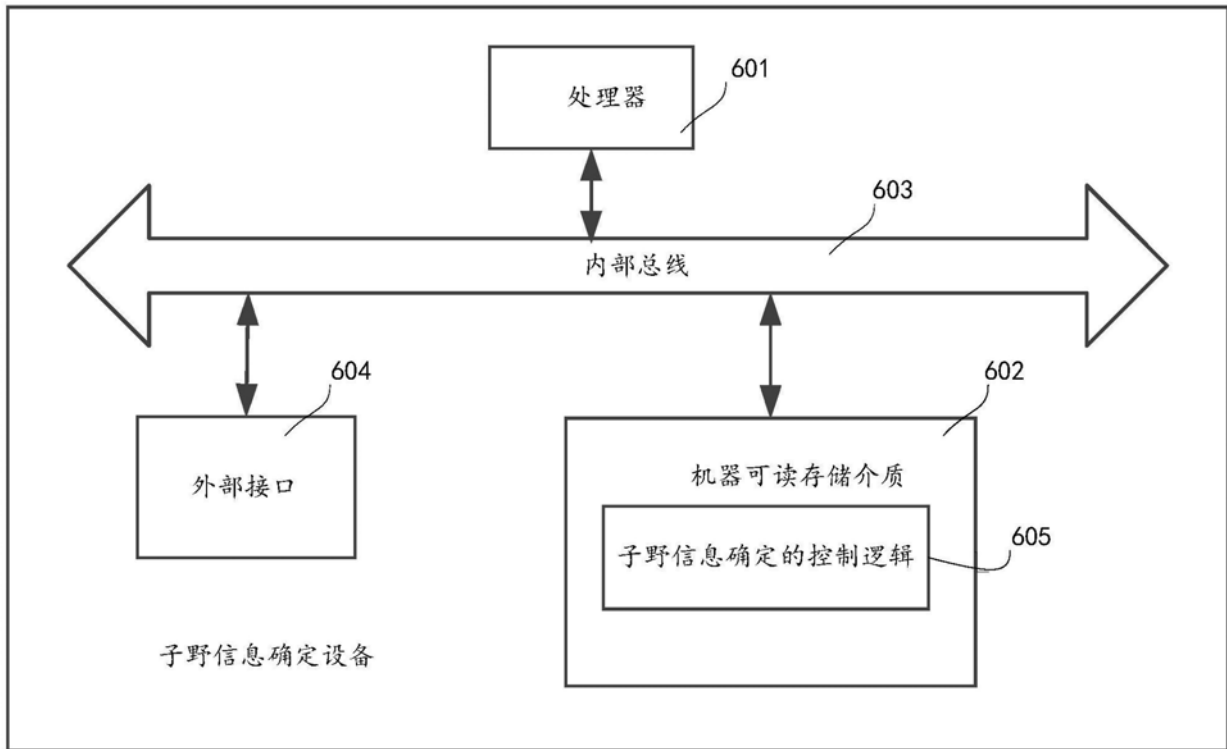 处理器
601
603
内部总线
604
602
外部接口
机器可读存储介质
子野信息确定的控制逻辑
605
子野信息确定设备